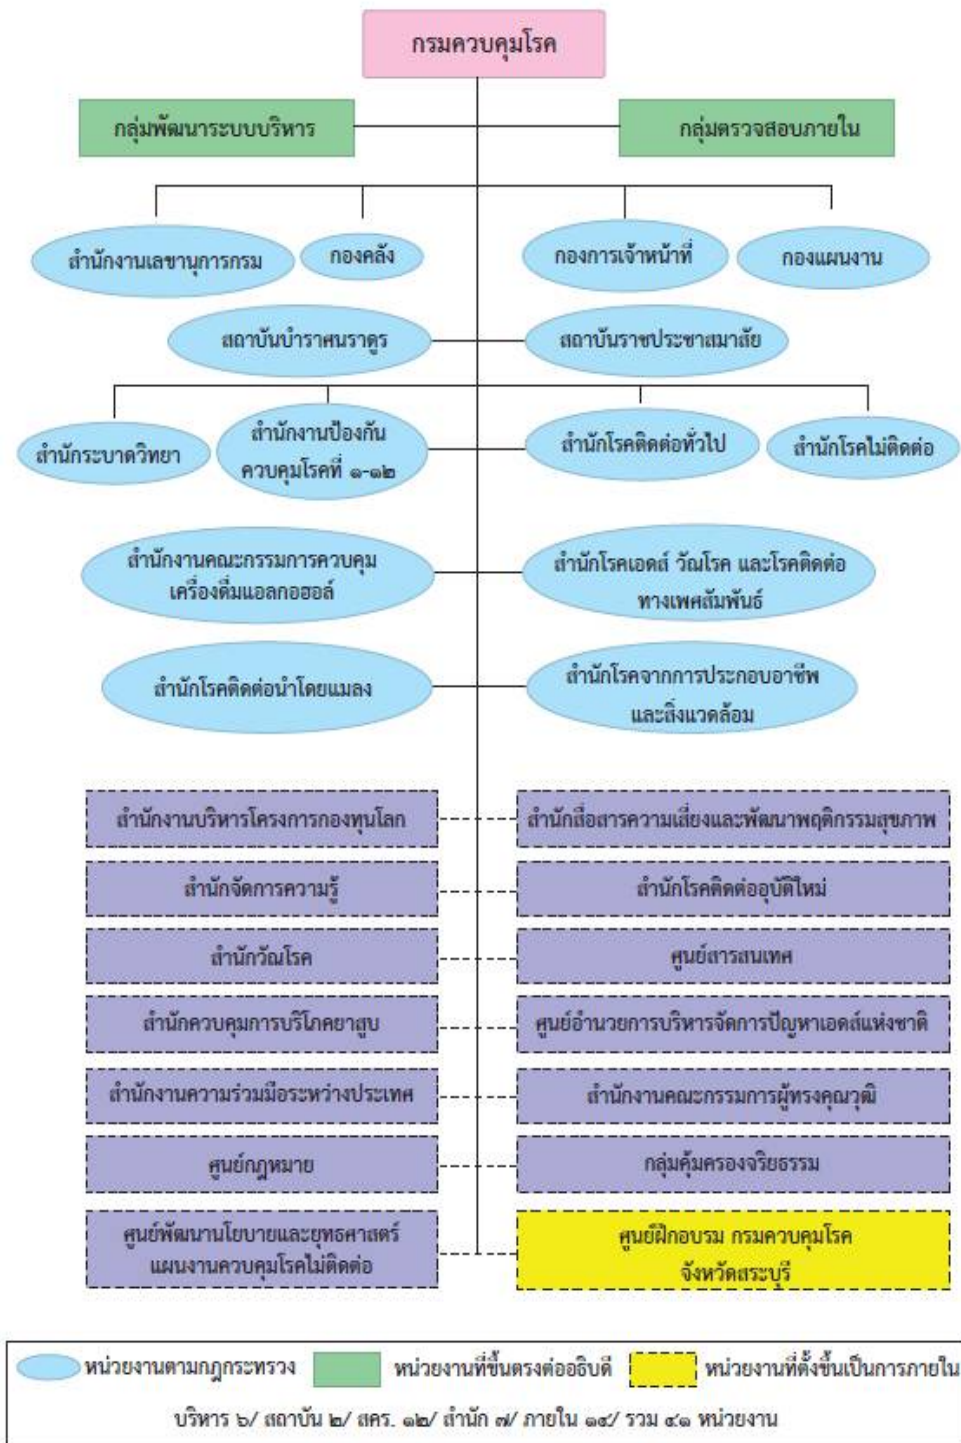 กรมควบคุมโรค
กลุ่มพัฒนาระบบบริหาร
กลุ่มตรวจสอบภายใน
สำนักงานเลขานุการกรม
กองคลัง
กองการเจ้าหน้าที่
กองแผนงาน
สถาบันบำราศนราดูร
สถาบันราชประชาสมาสัย
สำนักระบาดวิทยา
สำนักงานป้องกัน
ควบคุมโรคที่ ๑-๑๒
สำนักโรคติดต่อทั่วไป
สำนักโรคไม่ติดต่อ
สำนักงานคณะกรรมการควบคุม
เครื่องดื่มแอลกอฮอล์
สำนักโรคเอดส์ วัณโรค และโรคติดต่อ
ทางเพศสัมพันธ์
สำนักโรคติดต่อนำโดยแมลง
สำนักโรคจากการประกอบอาชีพ
และสิ่งแวดล้อม
สำนักงานบริหารโครงการกองทุนโลก
สำนักสื่อสารความเสี่ยงและพัฒนาพฤติกรรมสุขภาพ
สำนักจัดการความรู้
สำนักโรคติดต่ออุบัติใหม่
สำนักวัณโรค
ศูนย์สารสนเทศ
สำนักควบคุมการบริโภคยาสูบ
ศูนย์อำนวยการบริหารจัดการปัญหาเอดส์แห่งชาติ
สำนักงานความร่วมมือระหว่างประเทศ
สำนักงานคณะกรรมการผู้ทรงคุณวุฒิ
ศูนย์กฎหมาย
กลุ่มคุ้มครองจริยธรรม
ศูนย์พัฒนานโยบายและยุทธศาสตร์
แผนงานควบคุมโรคไม่ติดต่อ
ศูนย์ฝึกอบรม กรมควบคุมโรค
จังหวัดสระบุรี
หน่วยงานตามกฎกระทรวง
หน่วยงานที่ขึ้นตรงต่ออธิบดี
หน่วยงานที่ตั้งขึ้นเป็นการภายใน
บริหาร ๖/ สถาบัน ๒/ สคร. ๑๒/ สำนัก ๗/ ภายใน ๑๔/ รวม ๔๑ หน่วยงาน